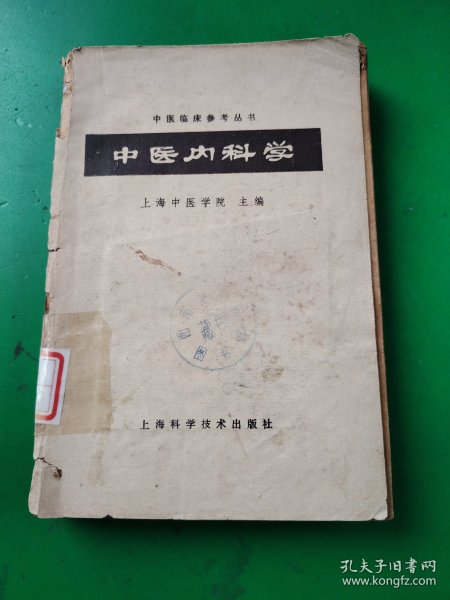 中医临床参考丛书
中医内科学
上海中医学院 主编
上海科学技术出版社
孔夫子旧书网
www.kongfz.com